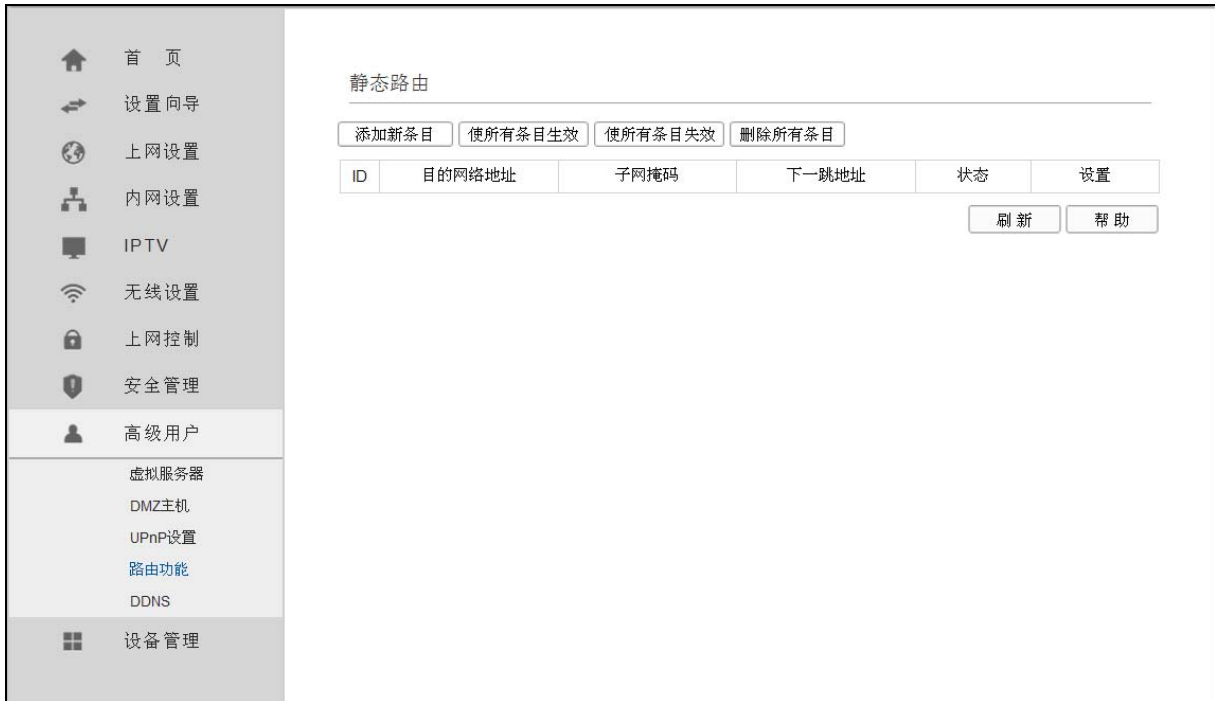 首 页
设置向导
上网设置
内网设置
IPTV
无线设置
上网控制
安全管理
高级用户
虚拟服务器
DMZ主机
UPnP设置
路由功能
DDNS
设备管理
静态路由
添加新条目 使所有条目生效 使所有条目失效 删除所有条目
ID 目的网络地址 子网掩码 下一跳地址 状态 设置
刷新 帮助